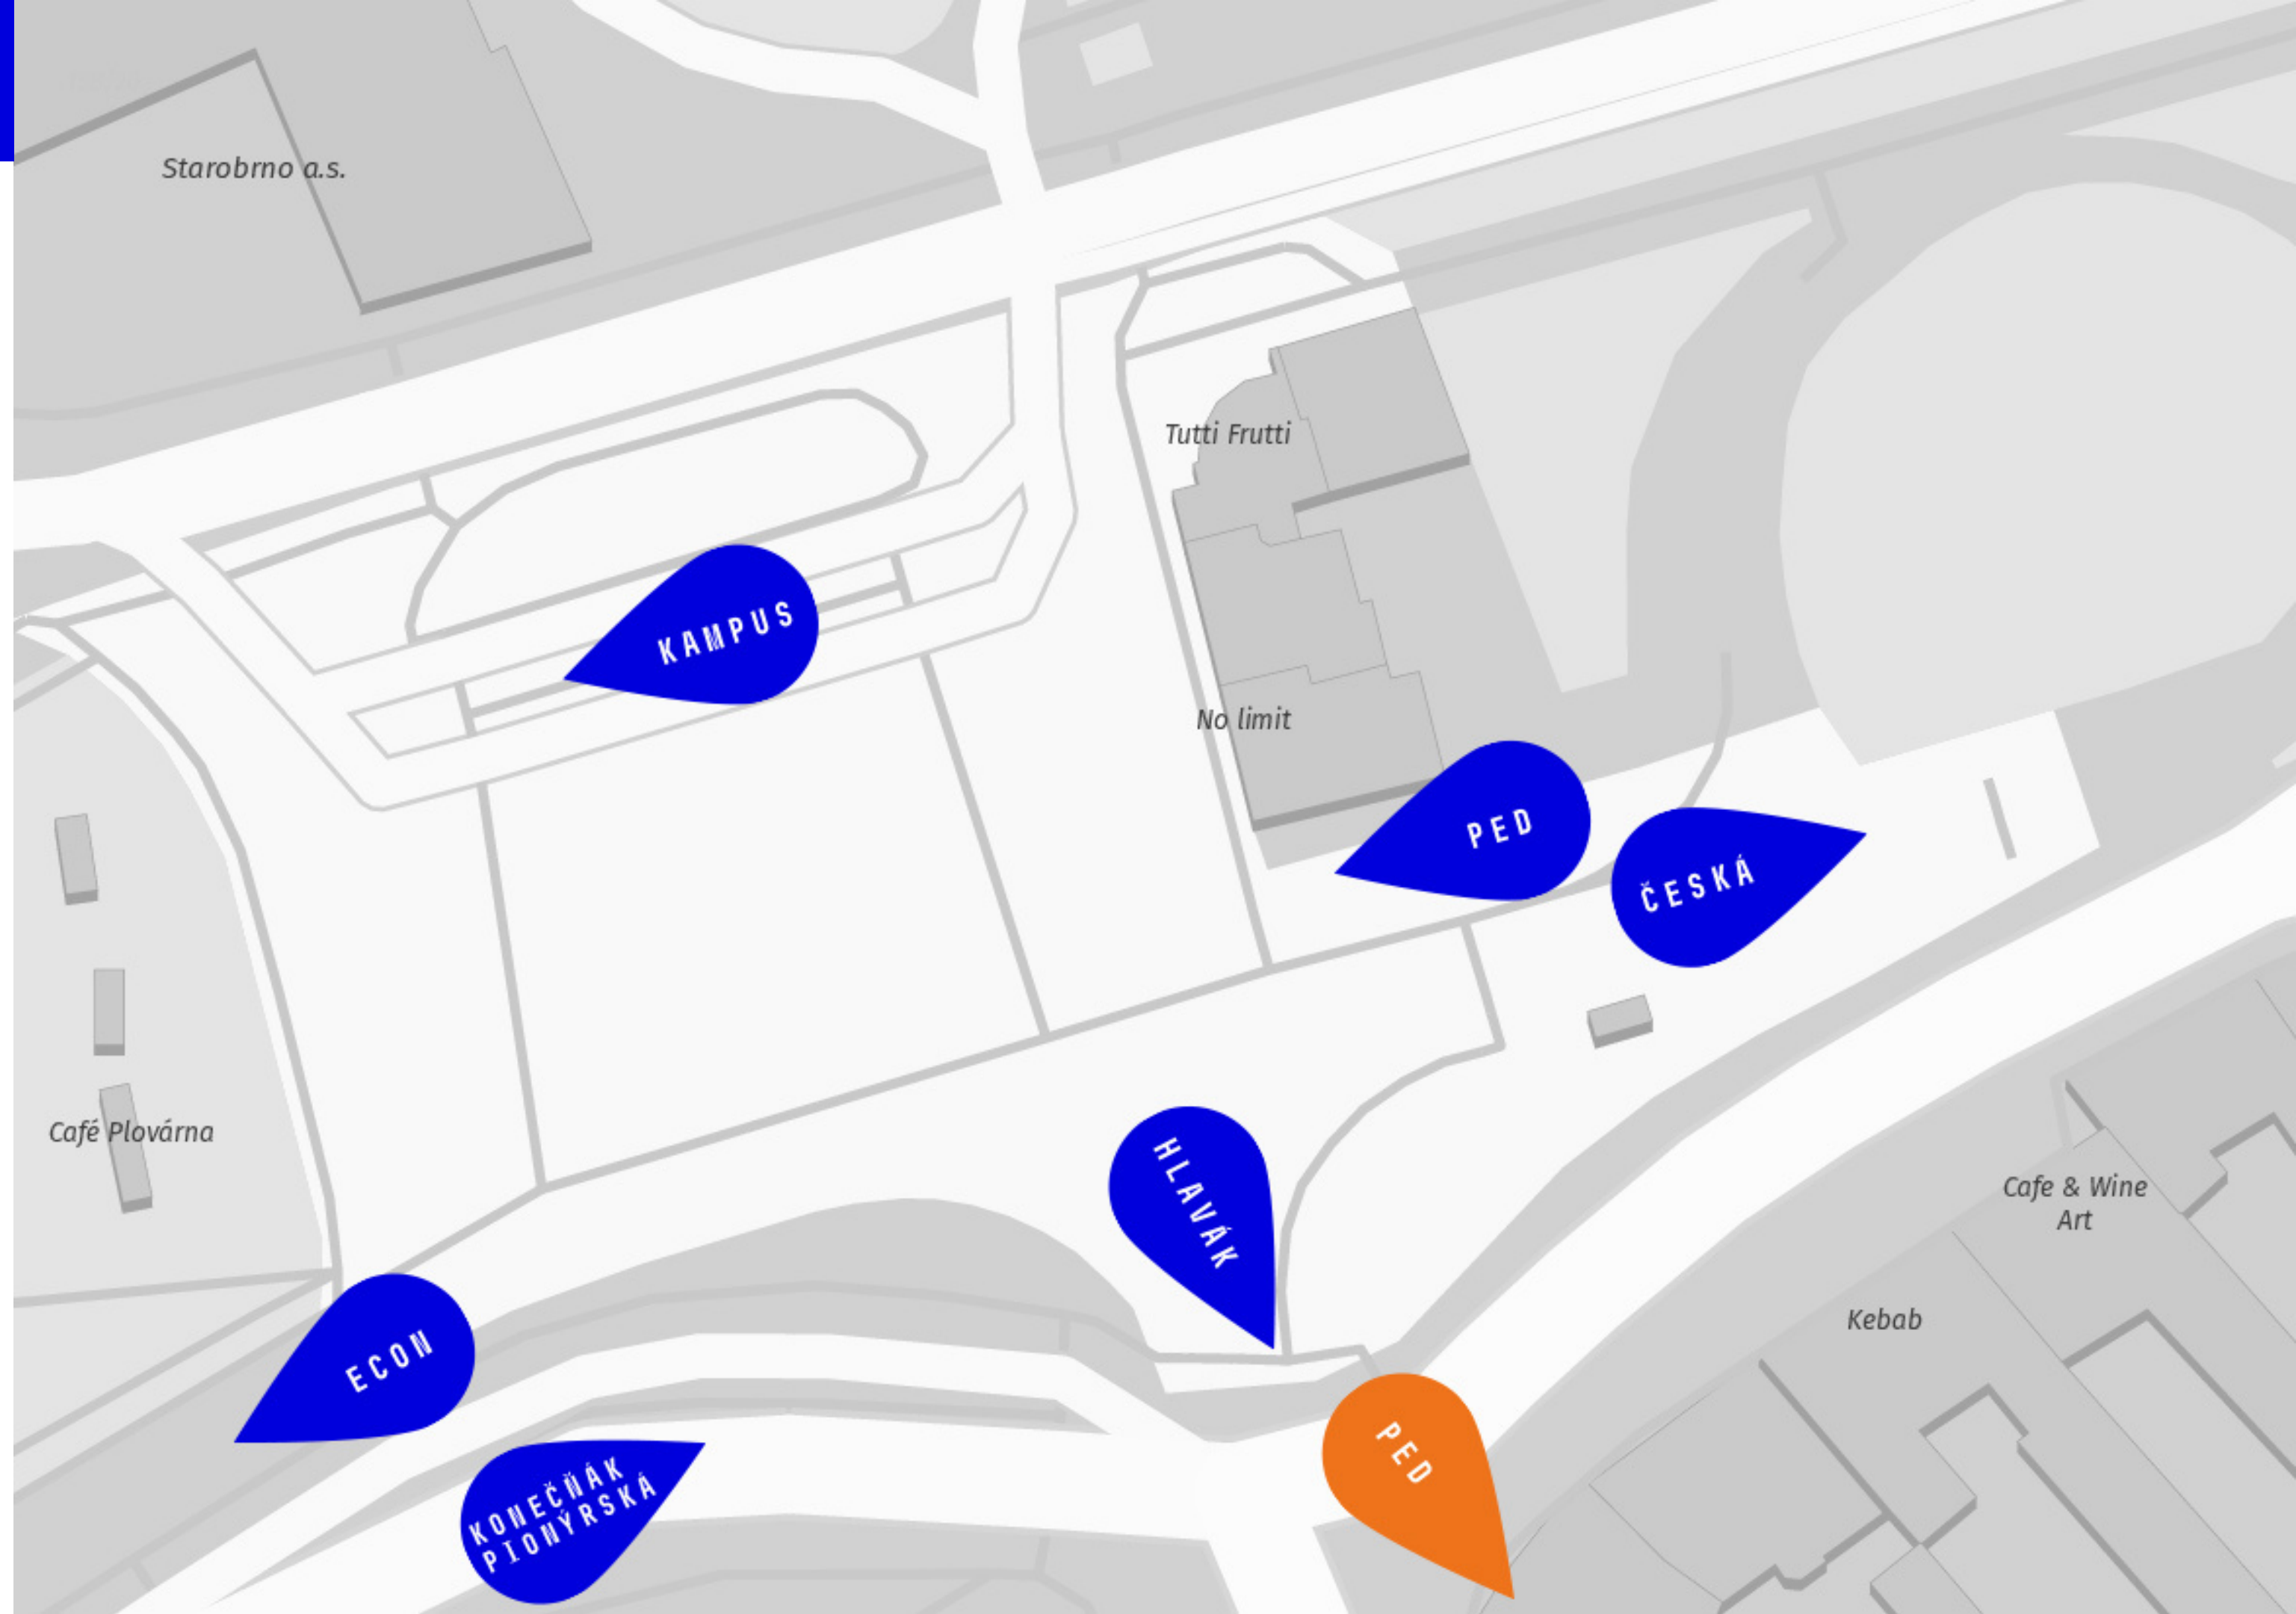 Starobrno a.s.
Tutti Frutti
KAMPUS
No limit
PED
ČESKÁ
Café Plovárna
HLAVÁK
Cafe & Wine
Art
Kebab
ECON
PED
KONEČŇÁK
PIONÝRSKÁ